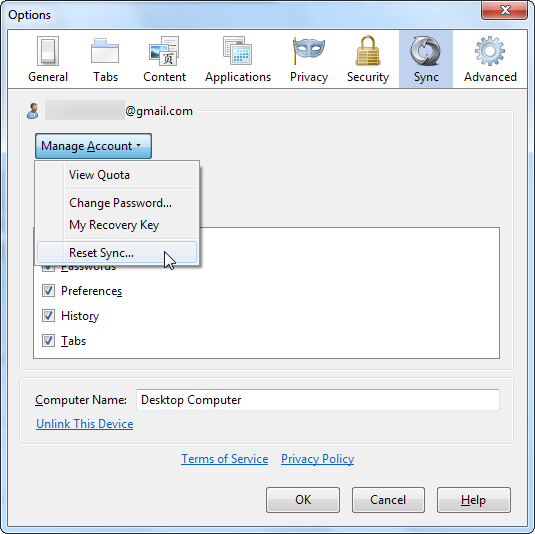 Options
General Tabs Content Applications Privacy Security Sync Advanced
@gmail.com
Manage Account
View Quota
Change Password...
My Recovery Key
Reset Sync...
Passwords
Preferences
History
Tabs
Computer Name: Desktop Computer
Unlink This Device
Terms of Service Privacy Policy
OK Cancel Help